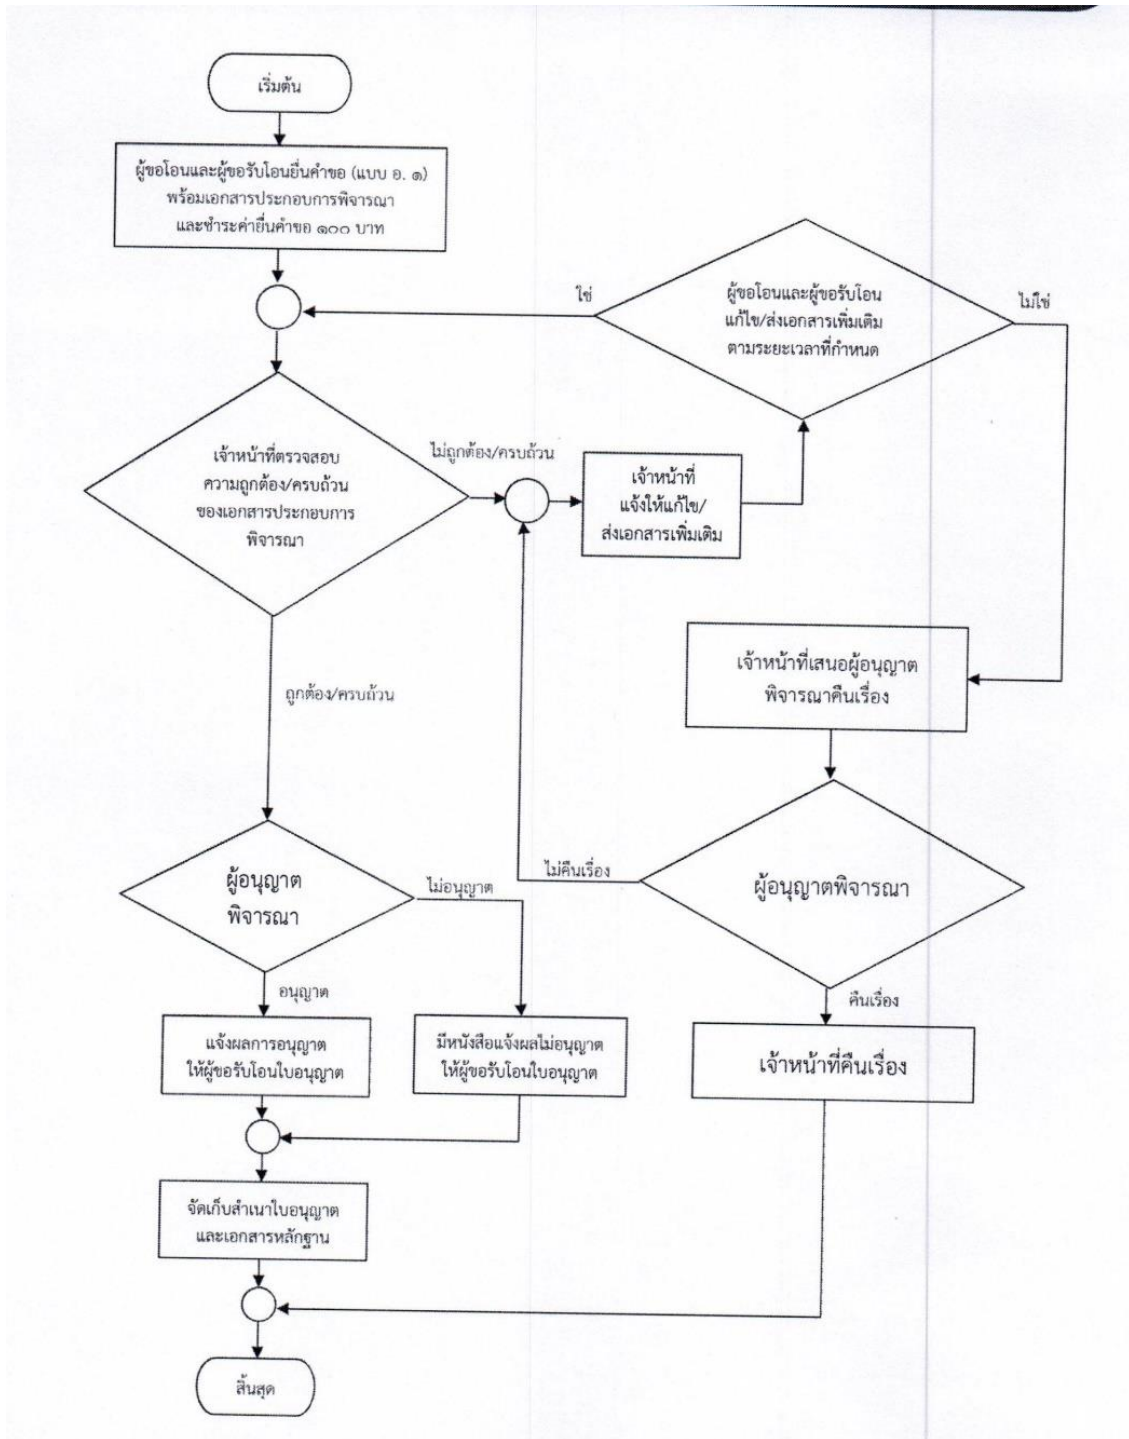 เริ่มต้น
ผู้ขอโอนและผู้ขอรับโอนยื่นคำขอ (แบบ อ. ๑)
พร้อมเอกสารประกอบการพิจารณา
และชำระค่ายื่นคำขอ ๑๐๐ บาท
ใช่
ผู้ขอโอนและผู้ขอรับโอน
แก้ไข/ส่งเอกสารเพิ่มเติม
ตามระยะเวลาที่กำหนด
ไม่ใช่
เจ้าหน้าที่ตรวจสอบ
ความถูกต้อง/ครบถ้วน
ของเอกสารประกอบการ
พิจารณา
ไม่ถูกต้อง/ครบถ้วน
เจ้าหน้าที่
แจ้งให้แก้ไข/
ส่งเอกสารเพิ่มเติม
ถูกต้อง/ครบถ้วน
เจ้าหน้าที่เสนอผู้อนุญาต
พิจารณาคืนเรื่อง
ผู้อนุญาต
พิจารณา
ไม่อนุญาต
ไม่คืนเรื่อง
ผู้อนุญาตพิจารณา
อนุญาต
คืนเรื่อง
แจ้งผลการอนุญาต
ให้ผู้ขอรับโอนใบอนุญาต
มีหนังสือแจ้งผลไม่อนุญาต
ให้ผู้ขอรับโอนใบอนุญาต
เจ้าหน้าที่คืนเรื่อง
จัดเก็บสำเนาใบอนุญาต
และเอกสารหลักฐาน
สิ้นสุด